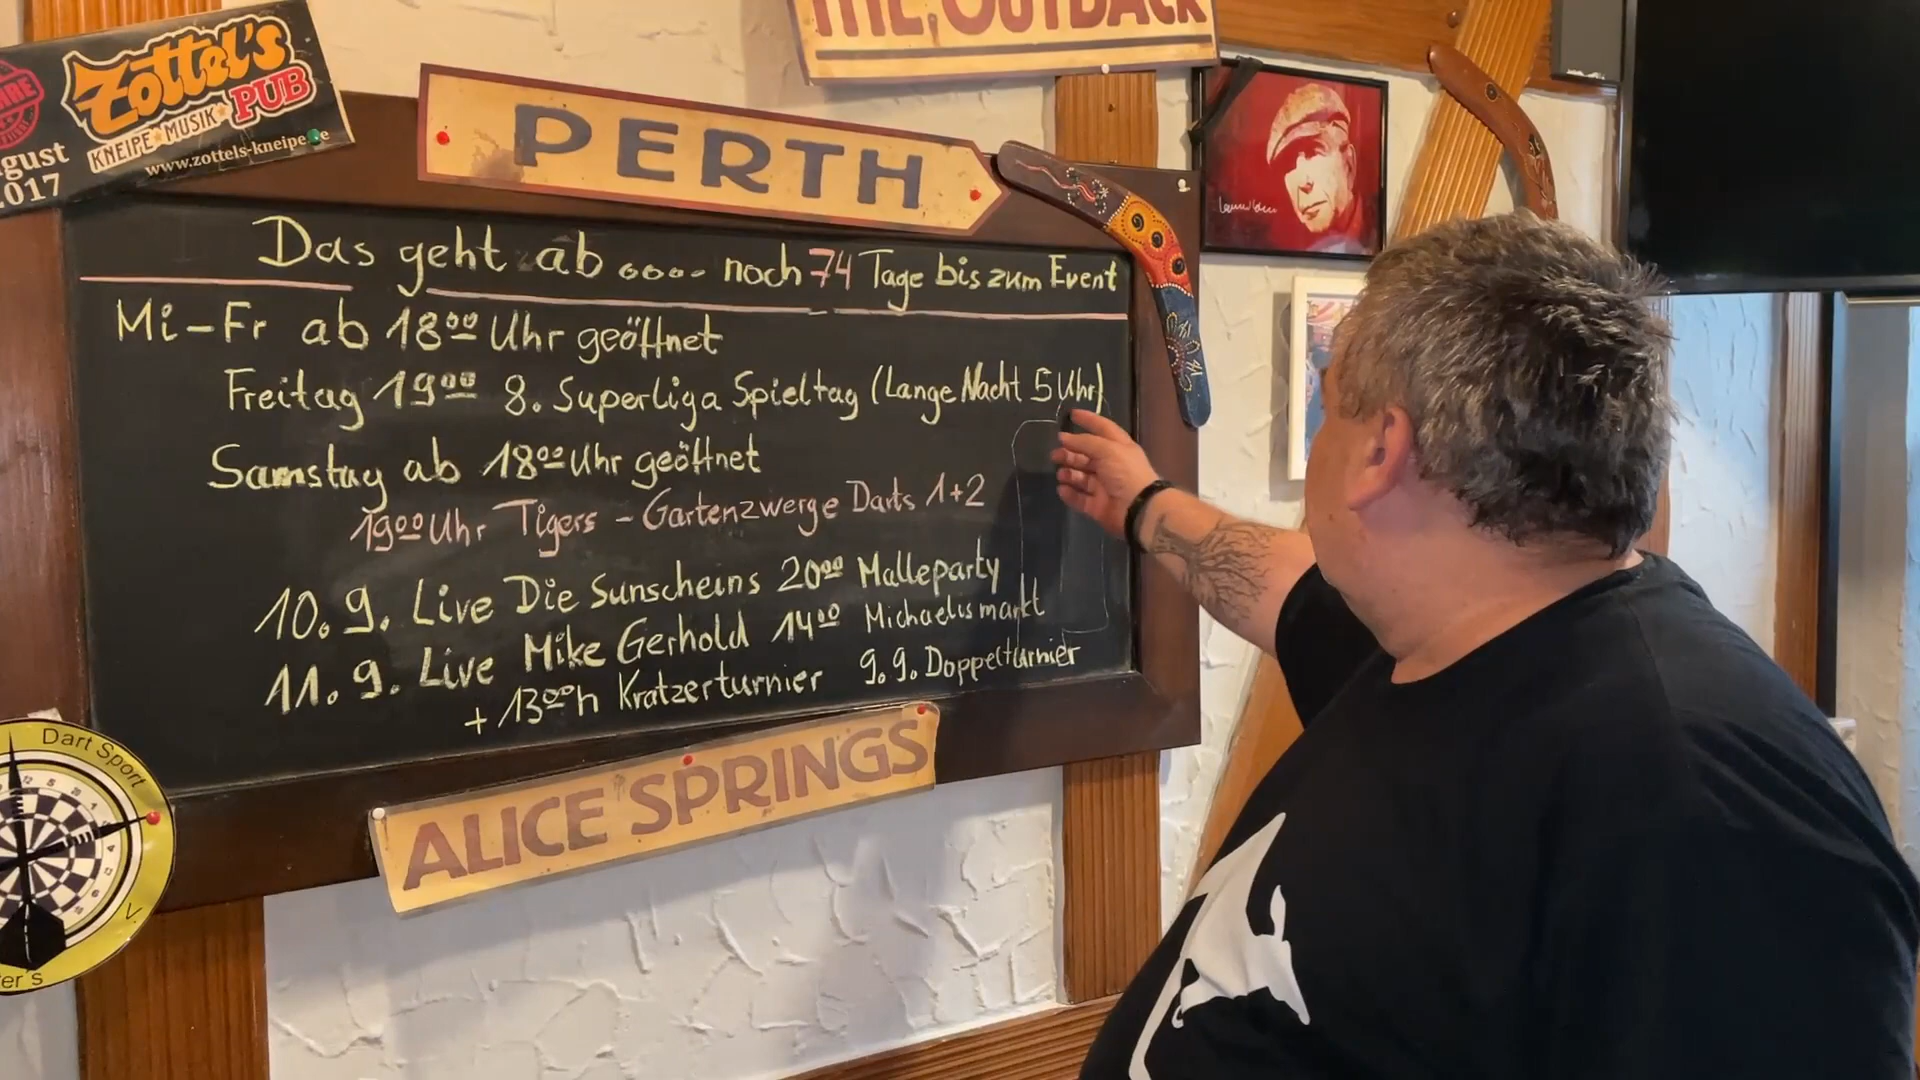 THE OUTBACK
Zottel's
PUB
KNEIPE ★ MUSIK ★
www.zottels-kneipe.de
2017
PERTH
Das geht ab .... noch 74 Tage bis zum Event
Mi-Fr ab 18⁰⁰ Uhr geöffnet
Freitag 19⁰⁰ 8. Superliga Spieltag (Lange Nacht 5 Uhr)
Samstag ab 18⁰⁰ Uhr geöffnet
19⁰⁰ Uhr Tigers - Gartenzwerge Darts 1+2
10.9. Live Die Sunscheins 20⁰⁰ Malleparty
11.9. Live Mike Gerhold 14⁰⁰ Michaelismarkt
+ 13⁰⁰h Kratzerturnier 9.9. Doppelturnier
ALICE SPRINGS
Dart Sport
V.